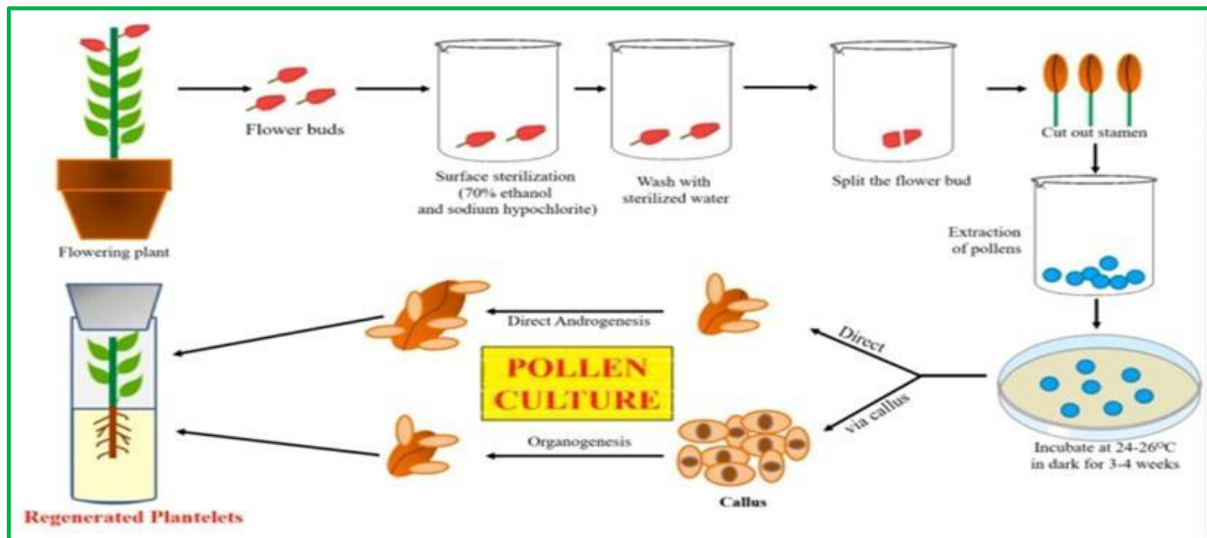 Flower buds
Surface sterilization
(70% ethanol
and sodium hypochlorite)
Wash with
sterilized water
Split the flower bud
Cut out stamen
Flowering plant
Extraction
of pollens
Direct Androgenesis
Direct
POLLEN
CULTURE
via callus
Organogenesis
Incubate at 24-26ᴼC
in dark for 3-4 weeks
Callus
Regenerated Plantelets